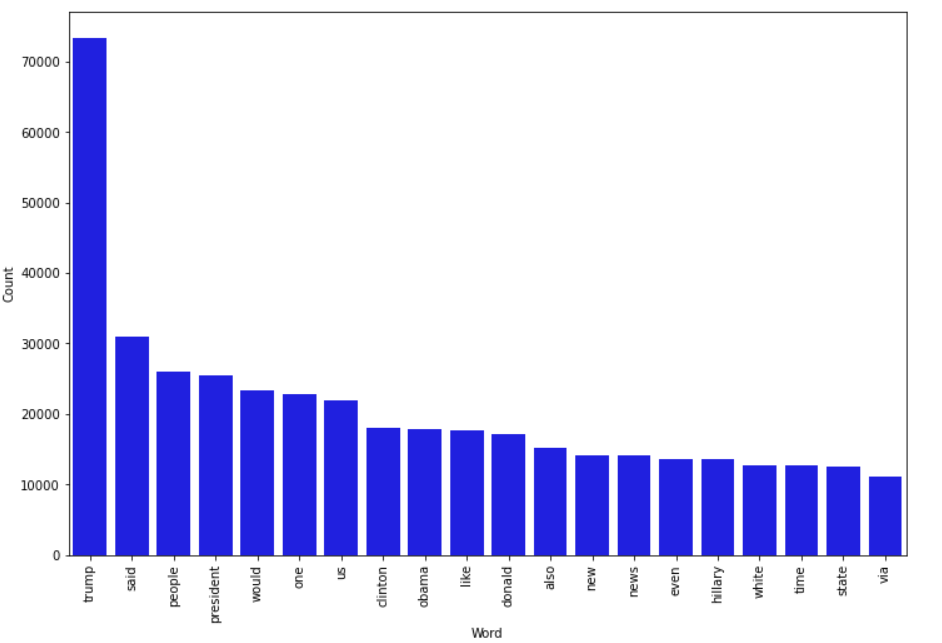 70000
60000
50000
40000
30000
20000
10000
0
Count
trump
said
people
president
would
one
us
clinton
obama
like
donald
also
new
news
even
hillary
white
time
state
via
Word